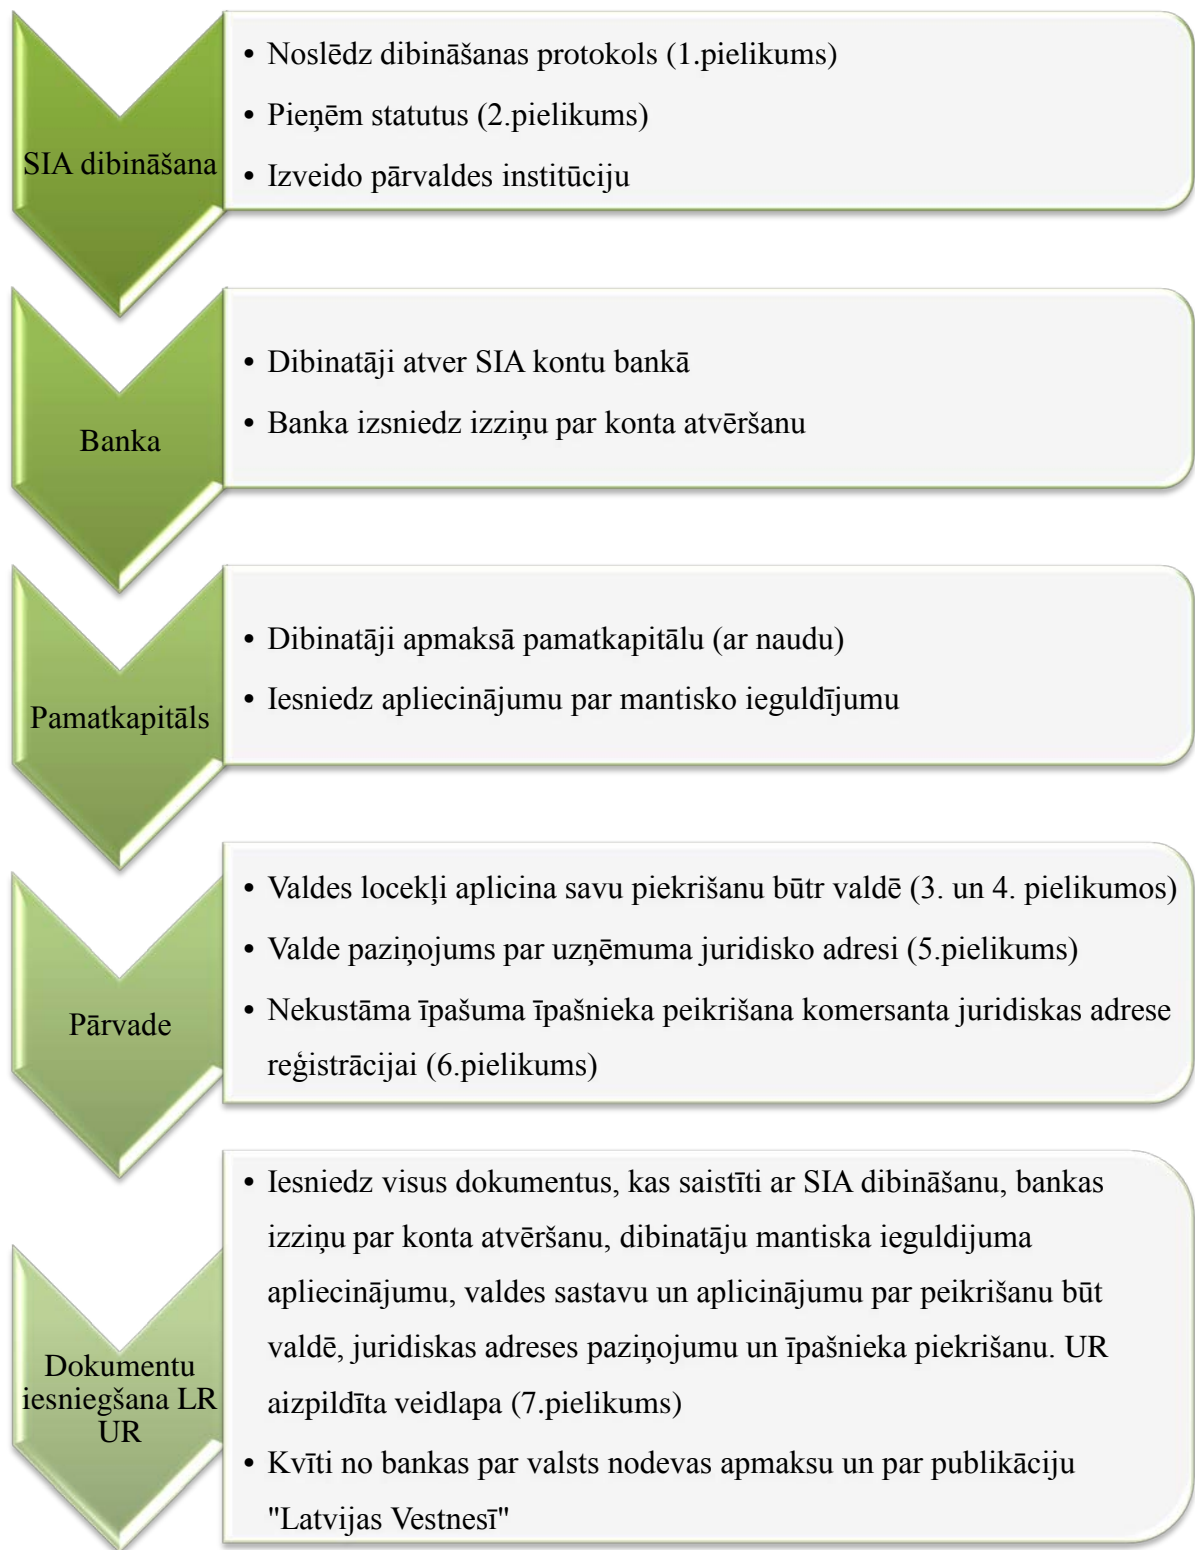 SIA dibināšana
• Noslēdz dibināšanas protokols (1.pielikums)
• Pieņēm statutus (2.pielikums)
• Izveido pārvaldes institūciju
Banka
• Dibinatāji atver SIA kontu bankā
• Banka izsniedz izziņu par konta atvēršanu
Pamatkapitāls
• Dibinatāji apmaksā pamatkapitālu (ar naudu)
• Iesniedz apliecinājumu par mantisko ieguldījumu
Pārvade
• Valdes locekļi aplicina savu piekrišanu būtr valdē (3. un 4. pielikumos)
• Valde paziņojums par uzņēmuma juridisko adresi (5.pielikums)
• Nekustāma īpašuma īpašnieka peikrišana komersanta juridiskas adrese
reģistrācijai (6.pielikums)
Dokumentu
iesniegšana LR
UR
• Iesniedz visus dokumentus, kas saistīti ar SIA dibināšanu, bankas
izziņu par konta atvēršanu, dibinatāju mantiska ieguldijuma
apliecinājumu, valdes sastavu un aplicinājumu par peikrišanu būt
valdē, juridiskas adreses paziņojumu un īpašnieka piekrišanu. UR
aizpildīta veidlapa (7.pielikums)
• Kvīti no bankas par valsts nodevas apmaksu un par publikāciju
"Latvijas Vestnesī"